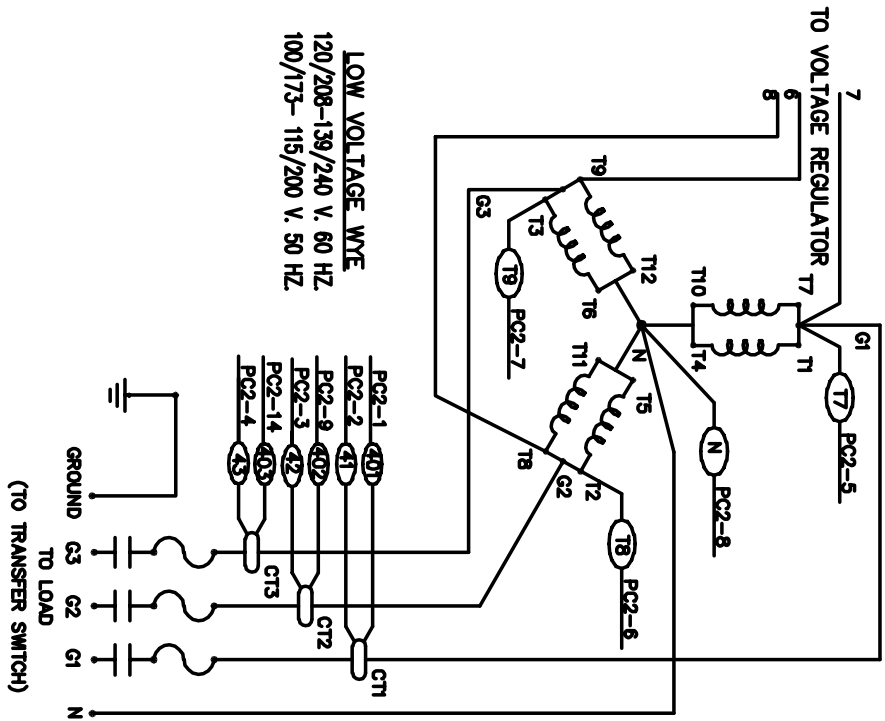 TO VOLTAGE REGULATOR
7
6
8
LOW VOLTAGE WYE
120/208-139/240 V. 60 HZ.
100/173- 115/200 V. 50 HZ.
G1
T7
T1
T7
PC2-5
T10
T4
T9
T12
G3
T3
T6
T9
PC2-7
N
N
PC2-8
T11
T5
T8
T2
G2
T8
PC2-6
PC2-1
401
PC2-2
41
PC2-9
402
PC2-3
42
PC2-14
403
PC2-4
43
CT3
CT2
CT1
GROUND
G3
G2
G1
N
TO LOAD
(TO TRANSFER SWITCH)